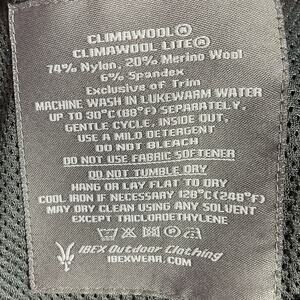 CLIMAWOOL®
CLIMAWOOL LITE®
74% Nylon, 20% Merino Wool
6% Spandex
Exclusive of Trim
MACHINE WASH IN LUKEWARM WATER
UP TO 30°C(86°F) SEPARATELY,
GENTLE CYCLE, INSIDE OUT,
USE A MILD DETERGENT
DO NOT BLEACH
DO NOT USE FABRIC SOFTENER
DO NOT TUMBLE DRY
HANG OR LAY FLAT TO DRY
COOL IRON IF NECESSARY 120°C(248°F)
MAY DRY CLEAN USING ANY SOLVENT
EXCEPT TRICLOROETHYLENE
IBEX Outdoor Clothing
IBEXWEAR.COM